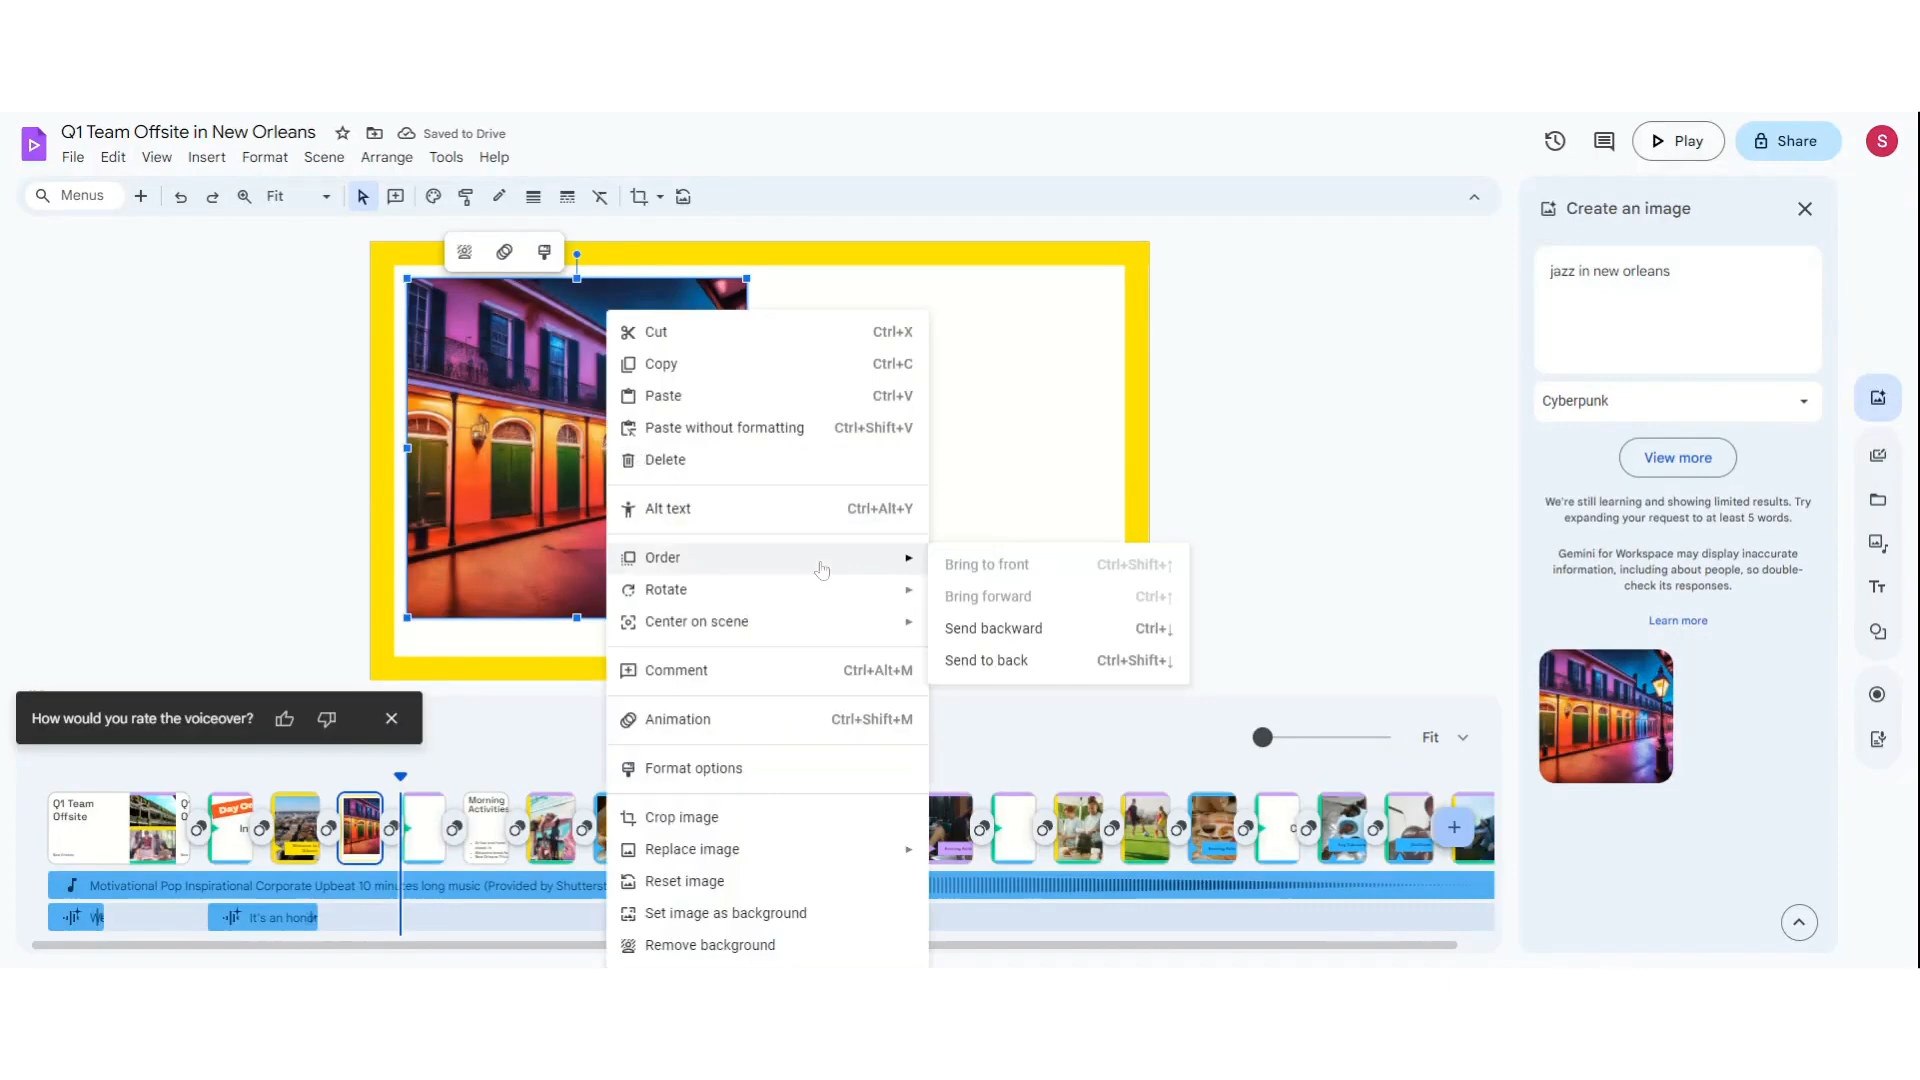 Q1 Team Offsite in New Orleans
Saved to Drive
File Edit View Insert Format Scene Arrange Tools Help
Play
Share
S
Menus
Fit
Create an image
jazz in new orleans
Cyberpunk
View more
We're still learning and showing limited results. Try
expanding your request to at least 5 words.
Gemini for Workspace may display inaccurate
information, including about people, so double-
check its responses.
Learn more
Cut Ctrl+X
Copy Ctrl+C
Paste Ctrl+V
Paste without formatting Ctrl+Shift+V
Delete
Alt text Ctrl+Alt+Y
Order
Rotate
Center on scene
Comment Ctrl+Alt+M
Animation Ctrl+Shift+M
Format options
Crop image
Replace image
Reset image
Set image as background
Remove background
Bring to front Ctrl+Shift+↑
Bring forward Ctrl+↑
Send backward Ctrl+↓
Send to back Ctrl+Shift+↓
How would you rate the voiceover?
Fit
Q1 Team
Offsite
Morning
Activities
Motivational Pop Inspirational Corporate Upbeat 10 minutes long music (Provided by Shutterst
It's an honor